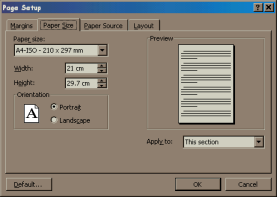 Page Setup
Margins Paper Size Paper Source Layout
Paper size:
A4-ISO - 210 x 297 mm
Width: 21 cm
Height: 29.7 cm
Orientation
A
Portrait
Landscape
Preview
Apply to: This section
Default... OK Cancel